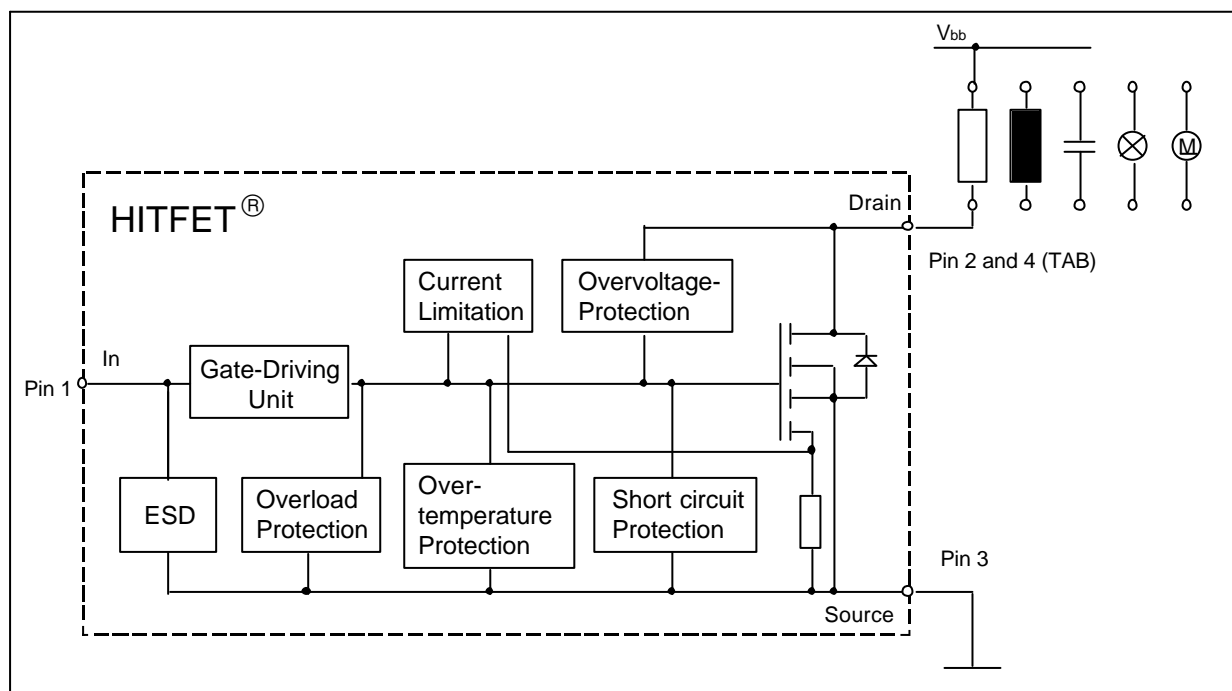 Vbb
M
HITFET ®
Drain
Pin 2 and 4 (TAB)
Current
Limitation
Overvoltage-
Protection
In
Pin 1
Gate-Driving
Unit
ESD
Overload
Protection
Over-
temperature
Protection
Short circuit
Protection
Pin 3
Source